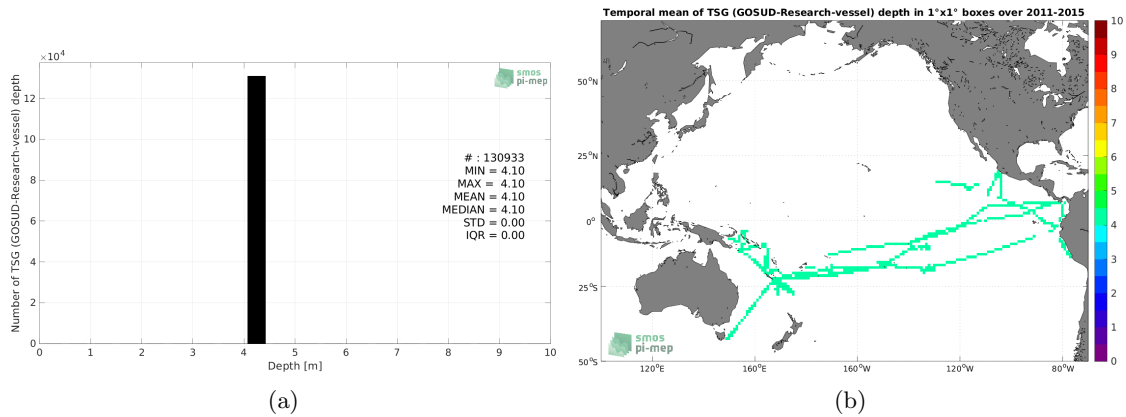 ×10⁴
Number of TSG (GOSUD-Research-vessel) depth
12
10
8
6
4
2
0
0 1 2 3 4 5 6 7 8 9 10
Depth [m]
smos
pi-mep
# : 130933
MIN = 4.10
MAX = 4.10
MEAN = 4.10
MEDIAN = 4.10
STD = 0.00
IQR = 0.00
(a)
Temporal mean of TSG (GOSUD-Research-vessel) depth in 1°x1° boxes over 2011-2015
50°N
25°N
0°
25°S
50°S
120°E 160°E 160°W 120°W 80°W
smos
pi-mep
10
9
8
7
6
5
4
3
2
1
0
(b)